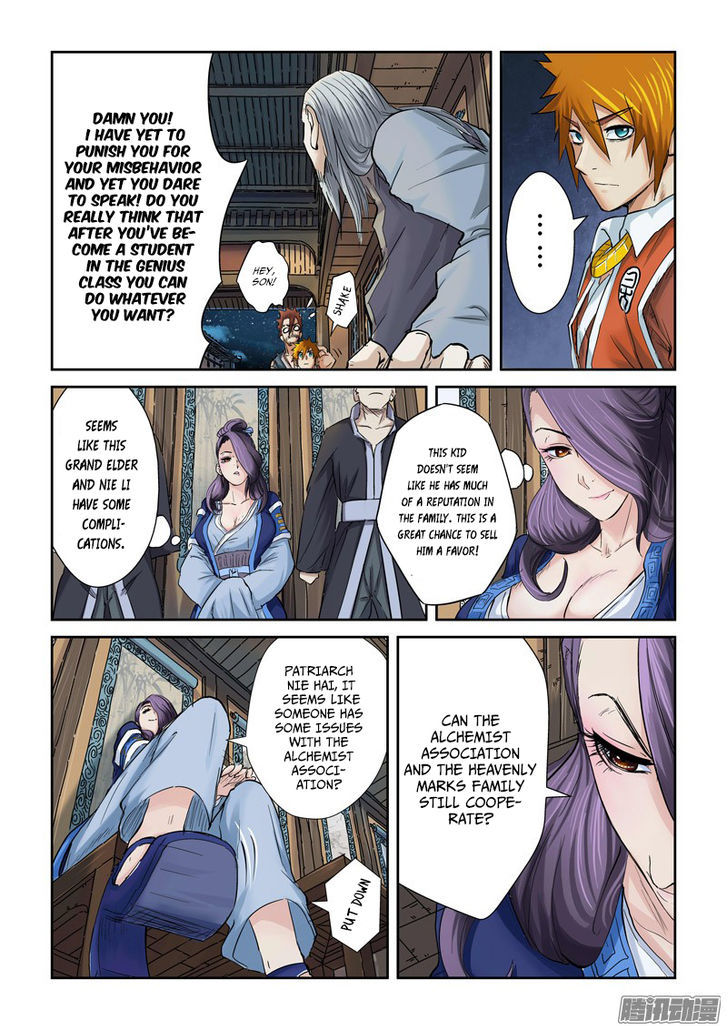 DAMN YOU!
I HAVE YET TO
PUNISH YOU FOR
YOUR MISBEHAVIOR
AND YET YOU DARE
TO SPEAK! DO YOU
REALLY THINK THAT
AFTER YOU'VE BE-
COME A STUDENT
IN THE GENIUS
CLASS YOU CAN
DO WHATEVER
YOU WANT?
HEY,
SON!
SHAKE
....
SEEMS
LIKE THIS
GRAND ELDER
AND NIE LI
HAVE SOME
COMPLI-
CATIONS.
THIS KID
DOESN'T SEEM
LIKE HE HAS MUCH
OF A REPUTATION IN
THE FAMILY. THIS IS A
GREAT CHANCE TO SELL
HIM A FAVOR!
PATRIARCH
NIE HAI, IT
SEEMS LIKE
SOMEONE HAS
SOME ISSUES
WITH THE
ALCHEMIST
ASSOCI-
ATION?
PUT DOWN
CAN THE
ALCHEMIST
ASSOCIATION
AND THE HEAVENLY
MARKS FAMILY
STILL COOPE-
RATE?
腾讯动漫